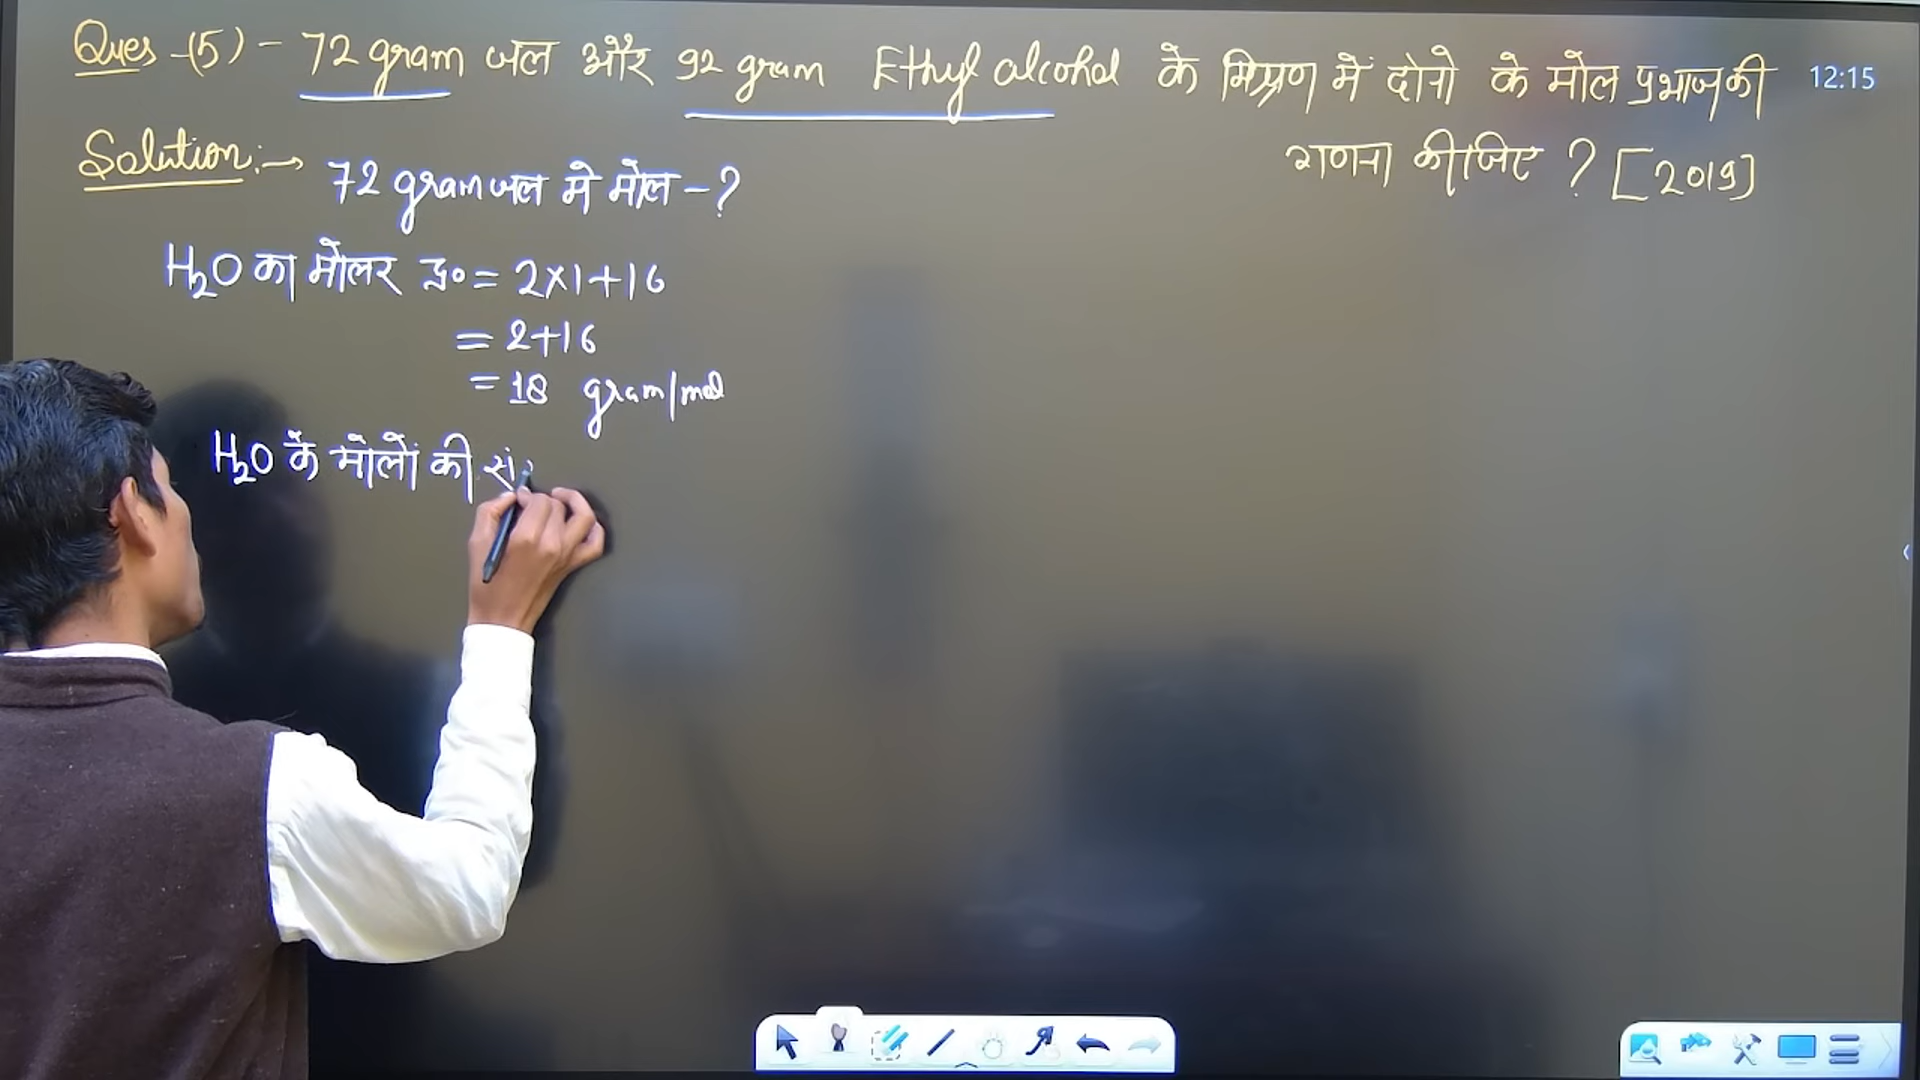 Ques-(5)- 72 gram जल और 92 gram Ethyl alcohol के मिश्रण में दोनो के मोल प्रभाज की
12:15
गणना कीजिए ? [2019]
Solution:→ 72 gram जल मे मोल-?
H₂O का मोलर द्र० = 2×1+16
= 2+16
= 18 gram/mol
H₂O के मोलों की सं